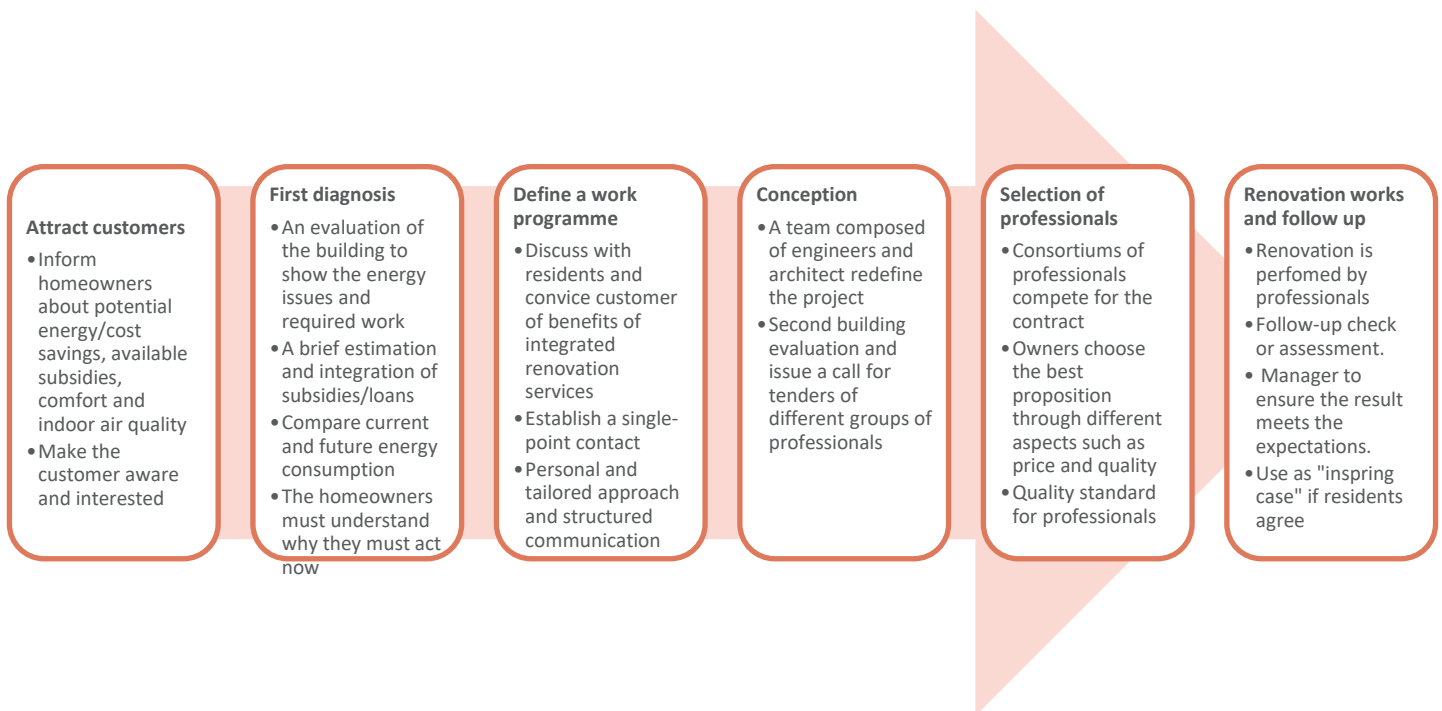 Attract customers
•Inform
homeowners
about potential
energy/cost
savings, available
subsidies,
comfort and
indoor air quality
•Make the
customer aware
and interested
First diagnosis
•An evaluation of
the building to
show the energy
issues and
required work
•A brief estimation
and integration of
subsidies/loans
•Compare current
and future energy
consumption
•The homeowners
must understand
why they must act
now
Define a work
programme
•Discuss with
residents and
convice customer
of benefits of
integrated
renovation
services
•Establish a single-
point contact
•Personal and
tailored approach
and structured
communication
Conception
•A team composed
of engineers and
architect redefine
the project
•Second building
evaluation and
issue a call for
tenders of
different groups of
professionals
Selection of
professionals
•Consortiums of
professionals
compete for the
contract
•Owners choose
the best
proposition
through different
aspects such as
price and quality
•Quality standard
for professionals
Renovation works
and follow up
•Renovation is
perfomed by
professionals
•Follow-up check
or assessment.
• Manager to
ensure the result
meets the
expectations.
•Use as "inspring
case" if residents
agree